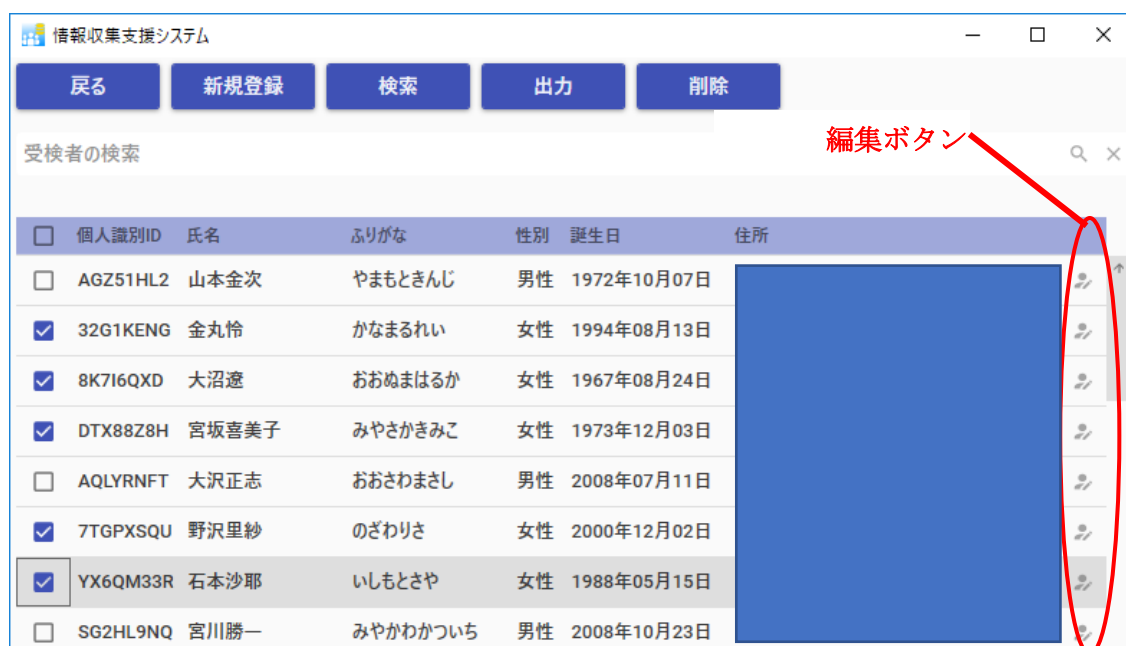 情報収集支援システム
戻る 新規登録 検索 出力 削除
編集ボタン
受検者の検索
個人識別ID 氏名 ふりがな 性別 誕生日 住所
AGZ51HL2 山本金次 やまもときんじ 男性 1972年10月07日
32G1KENG 金丸怜 かなまるれい 女性 1994年08月13日
8K7I6QXD 大沼遼 おおぬまはるか 女性 1967年08月24日
DTX88Z8H 宮坂喜美子 みやさかきみこ 女性 1973年12月03日
AQLYRNFT 大沢正志 おおさわまさし 男性 2008年07月11日
7TGPXSQU 野沢里紗 のざわりさ 女性 2000年12月02日
YX6QM33R 石本沙耶 いしもとさや 女性 1988年05月15日
SG2HL9NQ 宮川勝一 みやかわかついち 男性 2008年10月23日